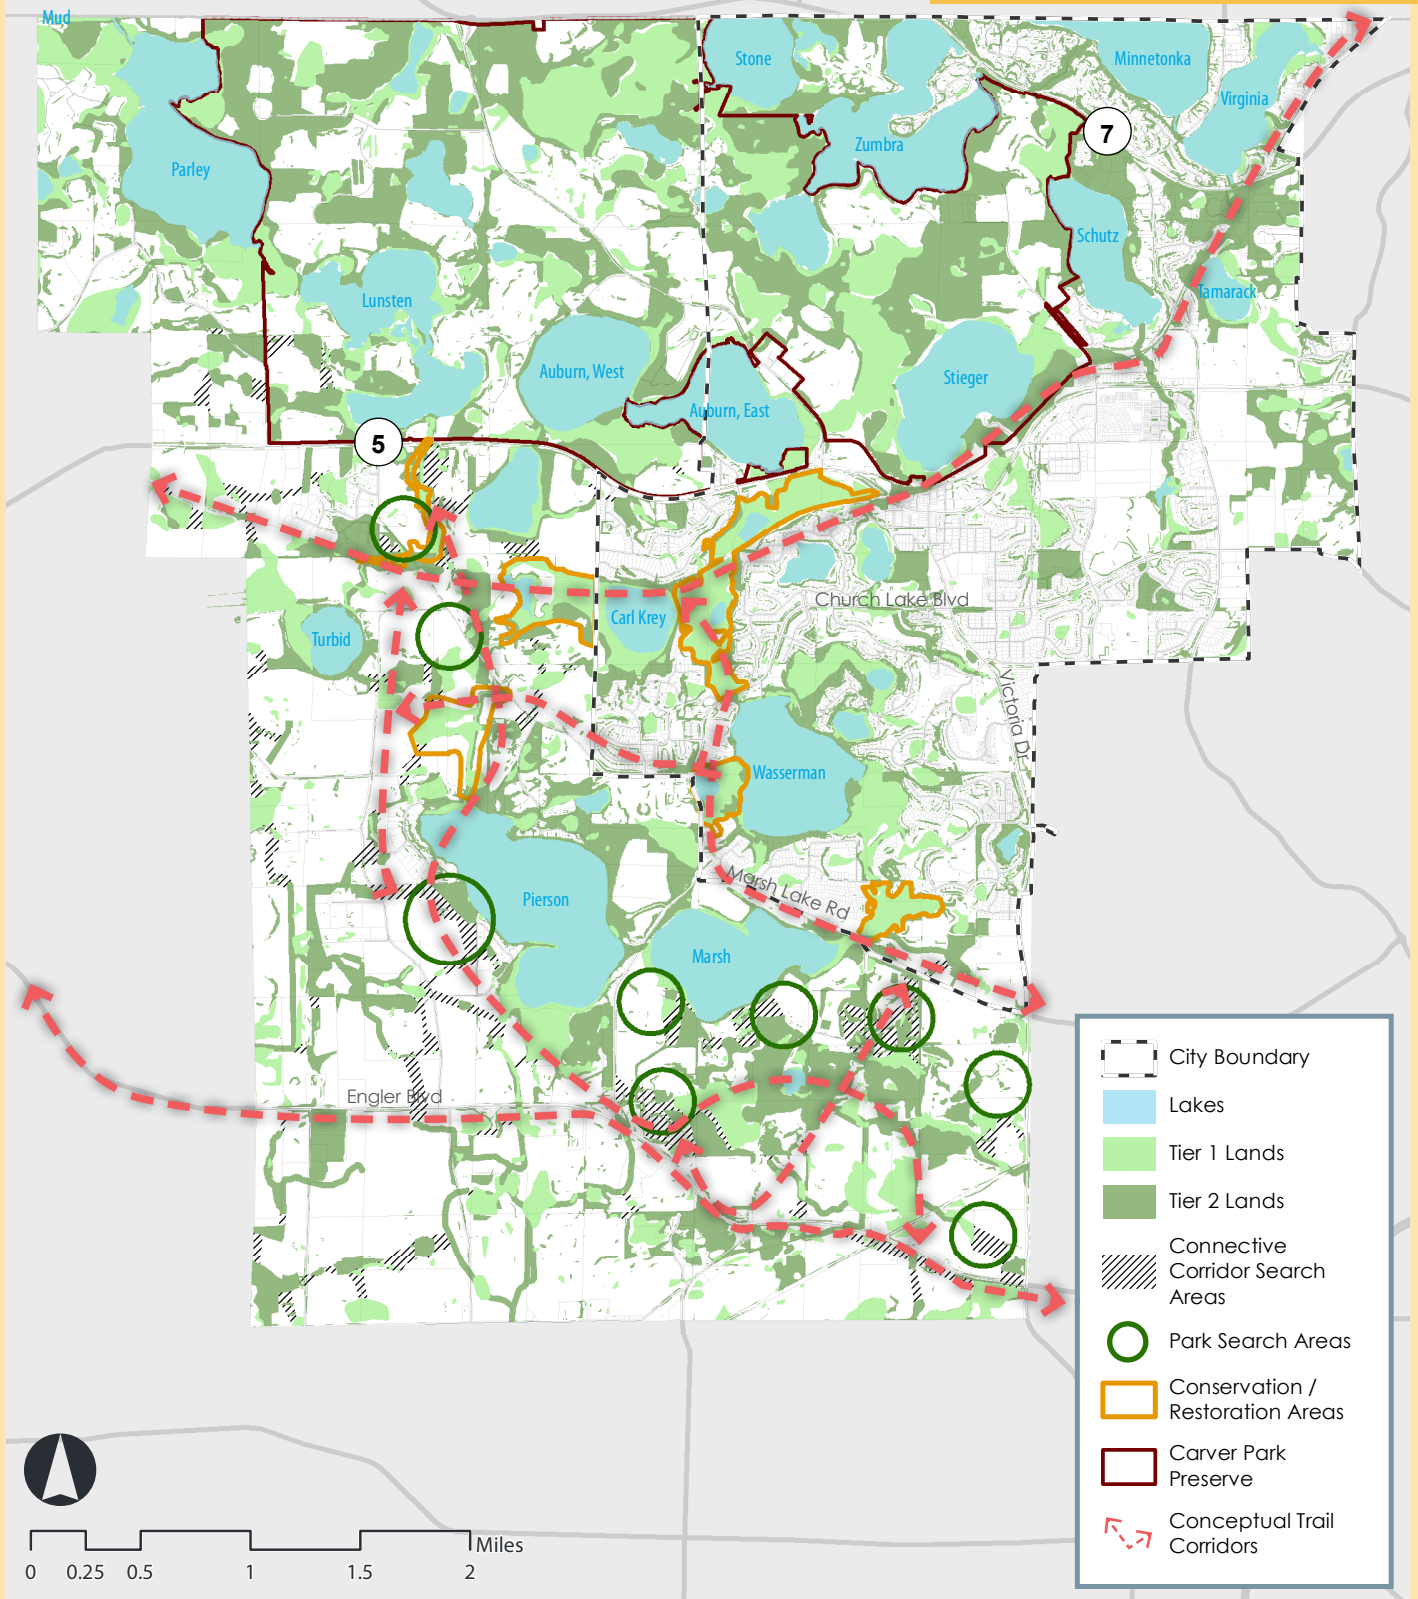 Mud
Stone
Minnetonka
Virginia
7
Zumbra
Parley
Schutz
Tamarack
Lunsten
Auburn, West
Stieger
Auburn, East
5
Church Lake Blvd
Carl Krey
Turbid
Victoria Dr
Wasserman
Marsh Lake Rd
Pierson
Marsh
Engler Blvd
City Boundary
Lakes
Tier 1 Lands
Tier 2 Lands
Connective
Corridor Search
Areas
Park Search Areas
Conservation /
Restoration Areas
Carver Park
Preserve
Conceptual Trail
Corridors
Miles
0 0.25 0.5 1 1.5 2